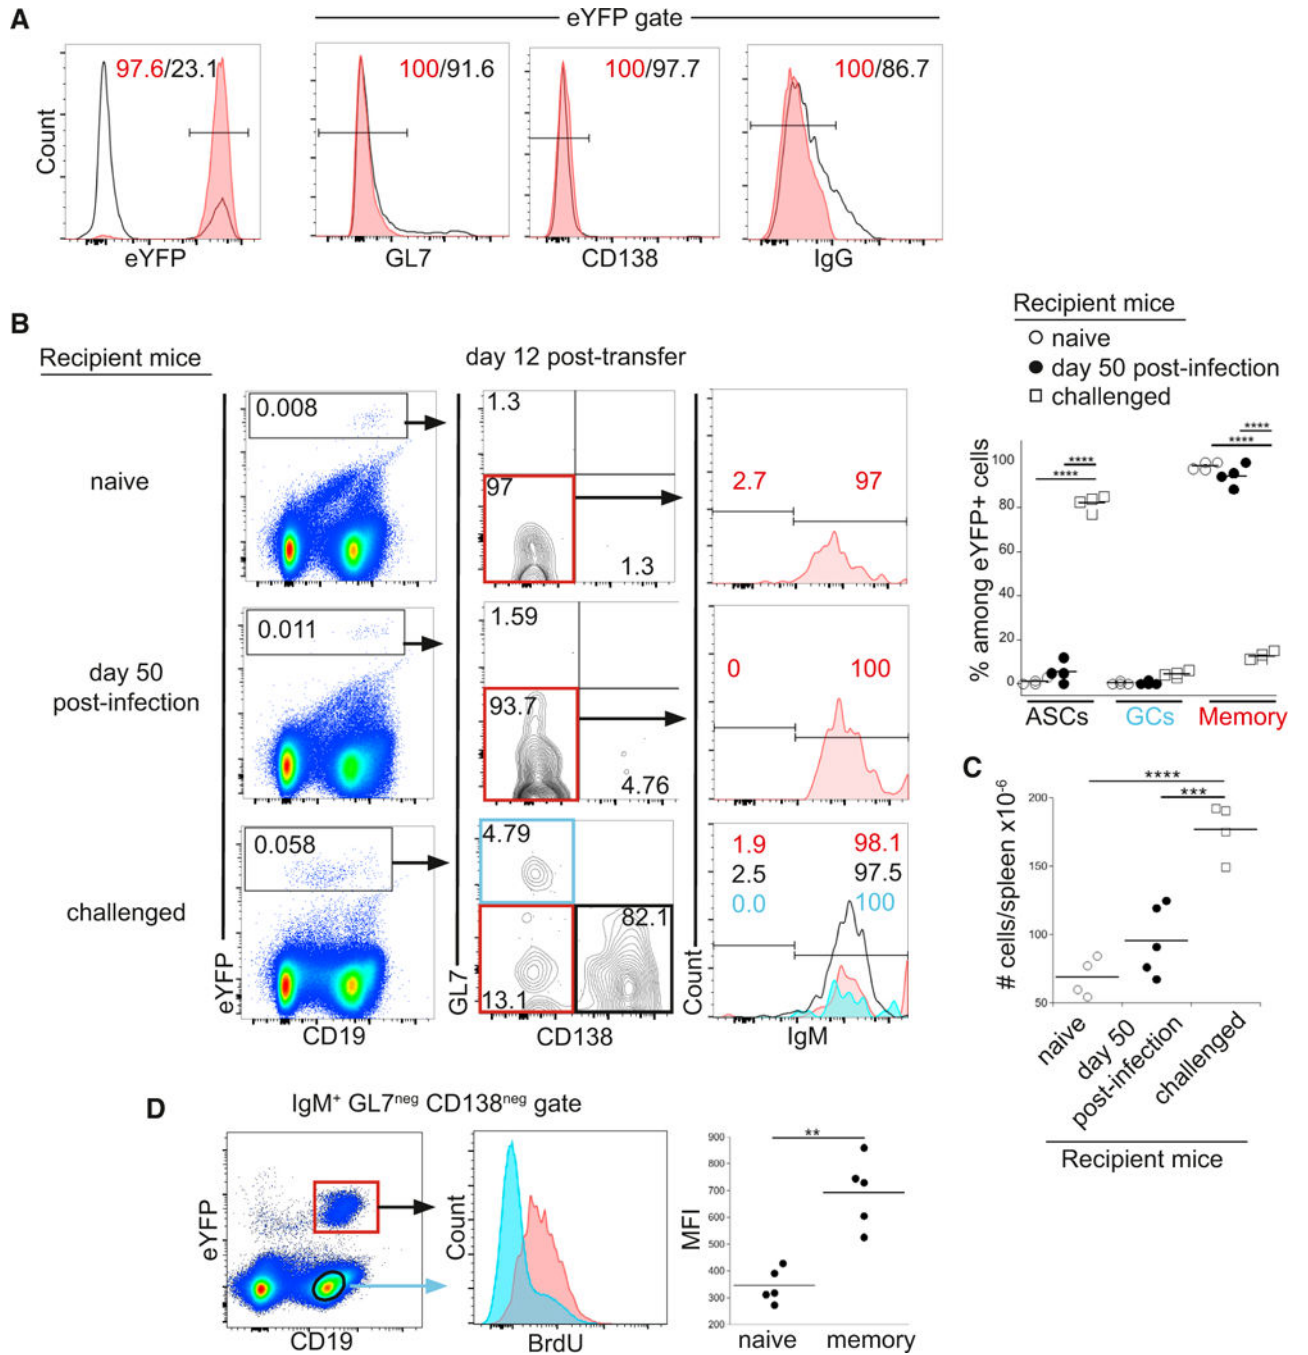 A
eYFP gate
97.6/23.1
100/91.6
100/97.7
100/86.7
Count
eYFP
GL7
CD138
IgG
B
Recipient mice
day 12 post-transfer
naive
0.008
1.3
97
1.3
2.7
97
day 50
post-infection
0.011
1.59
93.7
4.76
0
100
challenged
0.058
4.79
82.1
13.1
1.9
98.1
2.5
97.5
0.0
100
eYFP
CD19
GL7
CD138
Count
IgM
Recipient mice
naive
day 50 post-infection
challenged
% among eYFP+ cells
100
80
60
40
20
0
****
****
****
****
ASCs
GCs
Memory
C
****
***
# cells/spleen x10-6
200
150
100
50
naive
day 50
post-infection
challenged
Recipient mice
D
IgM+ GL7neg CD138neg gate
eYFP
CD19
Count
BrdU
**
MFI
900
800
700
600
500
400
300
200
naive
memory